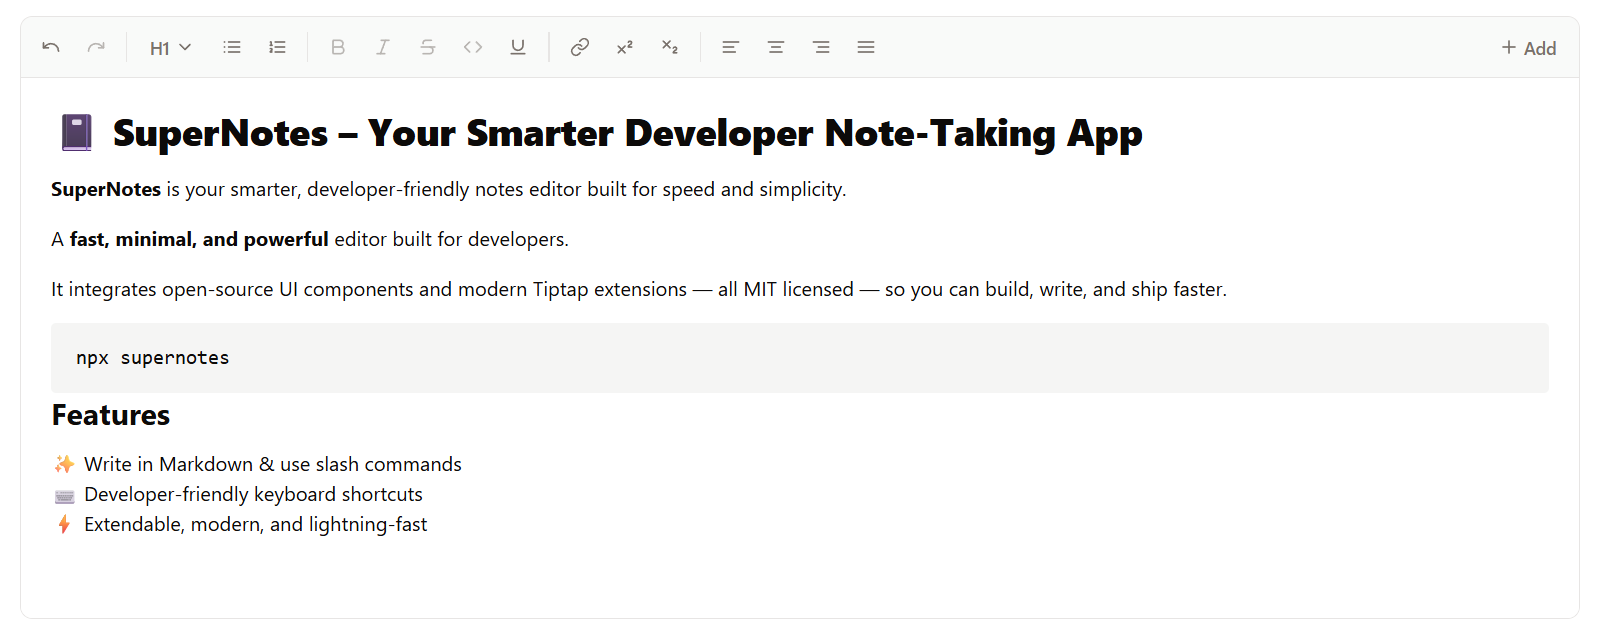 H1
+ Add
📓 SuperNotes – Your Smarter Developer Note-Taking App
SuperNotes is your smarter, developer-friendly notes editor built for speed and simplicity.
A fast, minimal, and powerful editor built for developers.
It integrates open-source UI components and modern Tiptap extensions — all MIT licensed — so you can build, write, and ship faster.
npx supernotes
Features
✨ Write in Markdown & use slash commands
⌨️ Developer-friendly keyboard shortcuts
⚡ Extendable, modern, and lightning-fast